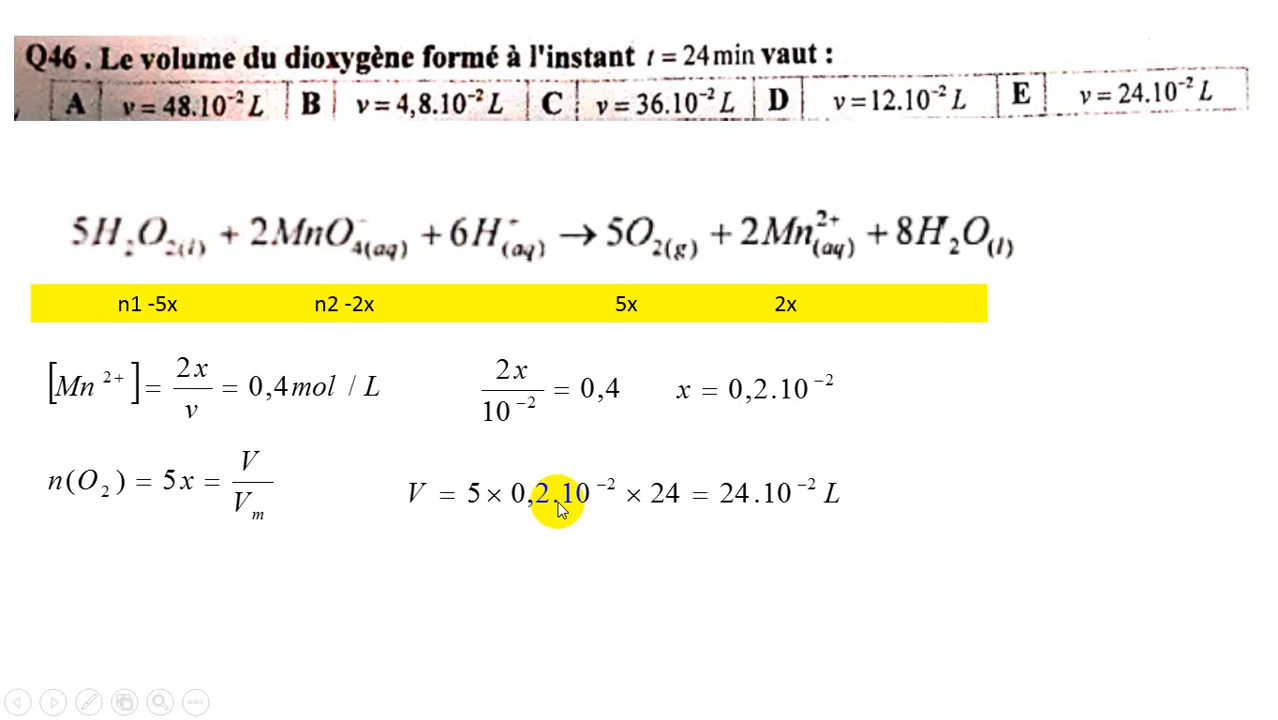 Q46 . Le volume du dioxygène formé à l'instant t = 24 min vaut :
A v = 48.10⁻² L B v = 4,8.10⁻² L C v = 36.10⁻² L D v = 12.10⁻² L E v = 24.10⁻² L
5H₂O₂₍ₗ₎ + 2MnO₄⁻(aq) + 6H⁻(aq) → 5O₂(g) + 2Mn²⁺(aq) + 8H₂O₍ₗ₎
n1 -5x n2 -2x 5x 2x
[Mn ²⁺] = 2x / v = 0,4 mol / L 2x / 10⁻² = 0,4 x = 0,2.10⁻²
n(O₂) = 5x = V / Vₘ V = 5 × 0,2.10⁻² × 24 = 24.10⁻² L